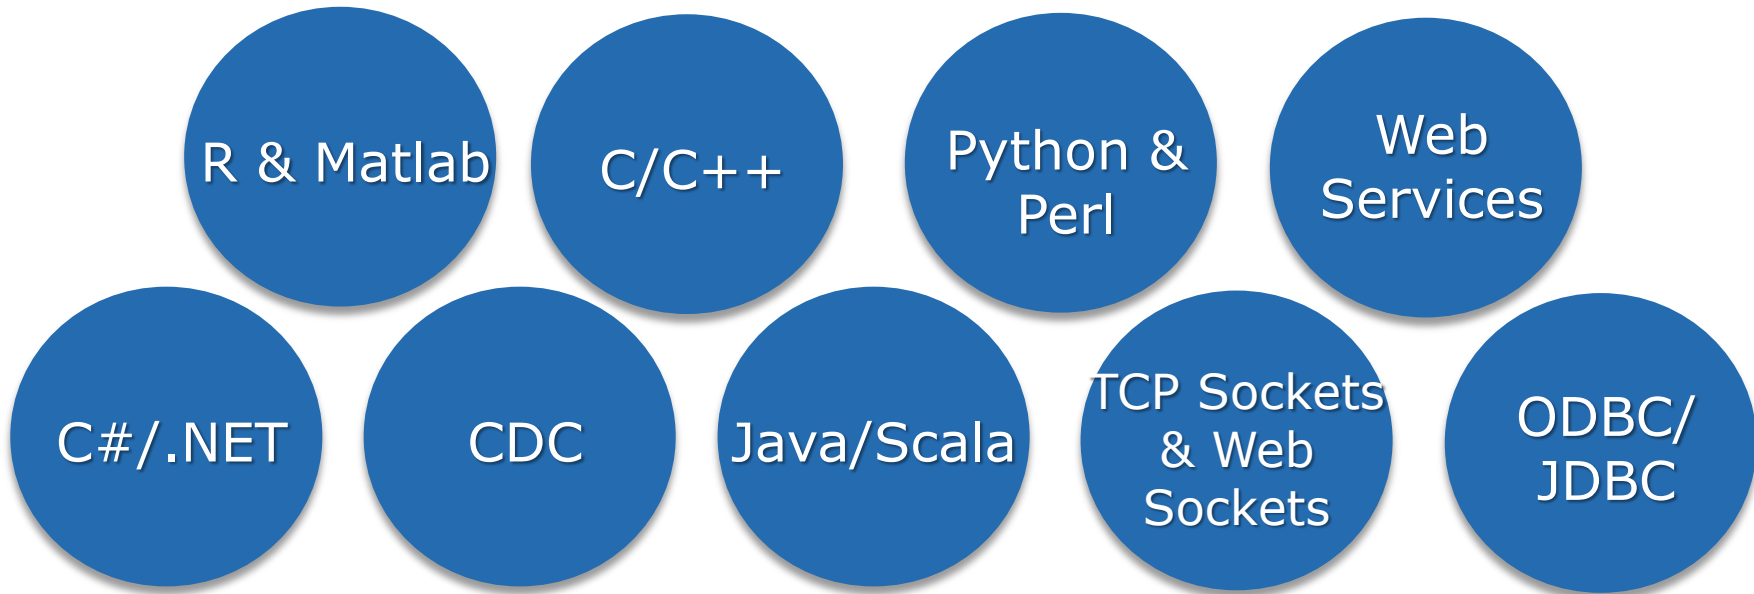 R & Matlab
C/C++
Python &
Perl
Web
Services
C#/.NET
CDC
Java/Scala
TCP Sockets
& Web
Sockets
ODBC/
JDBC